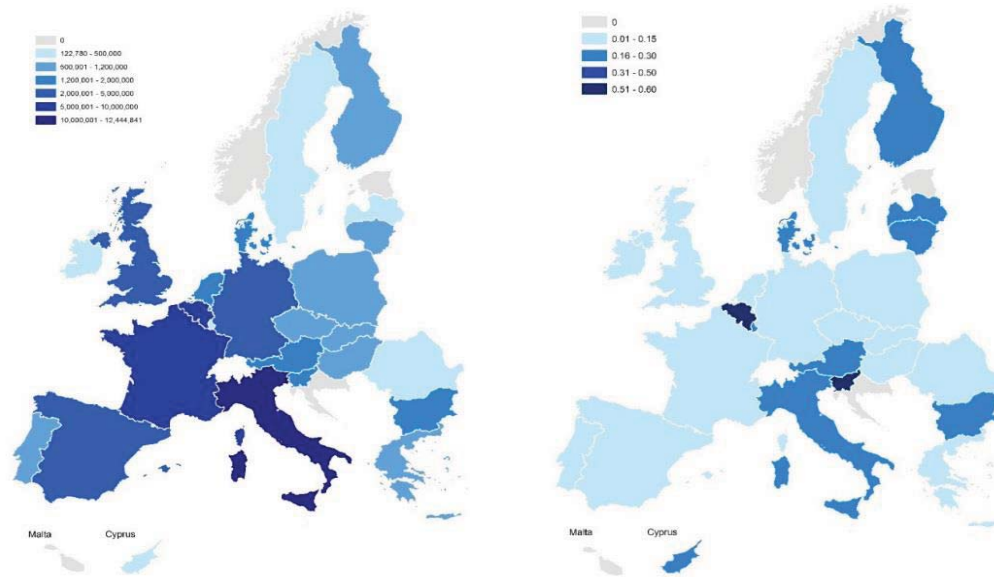 0
122,780 - 500,000
500,001 - 1,200,000
1,200,001 - 2,000,000
2,000,001 - 5,000,000
5,000,001 - 10,000,000
10,000,001 - 12,444,841
Malta
Cyprus
0
0.01 - 0.15
0.16 - 0.30
0.31 - 0.50
0.51 - 0.60
Malta
Cyprus